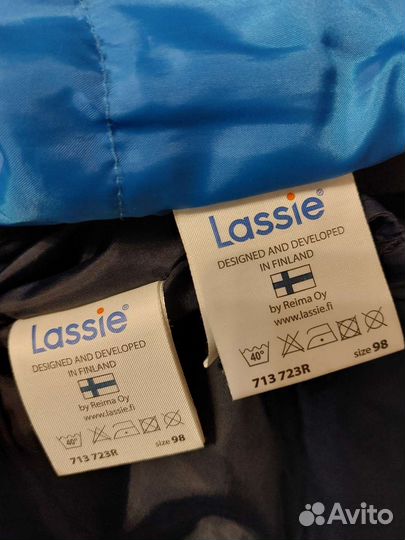 Lassie®
DESIGNED AND DEVELOPED
IN FINLAND
by Reima Oy
www.lassie.fi
40°
713 723R size 98
Lassie®
DESIGNED AND DEVELOPED
IN FINLAND
by Reima Oy
www.lassie.fi
40°
713 723R size 98
Avito